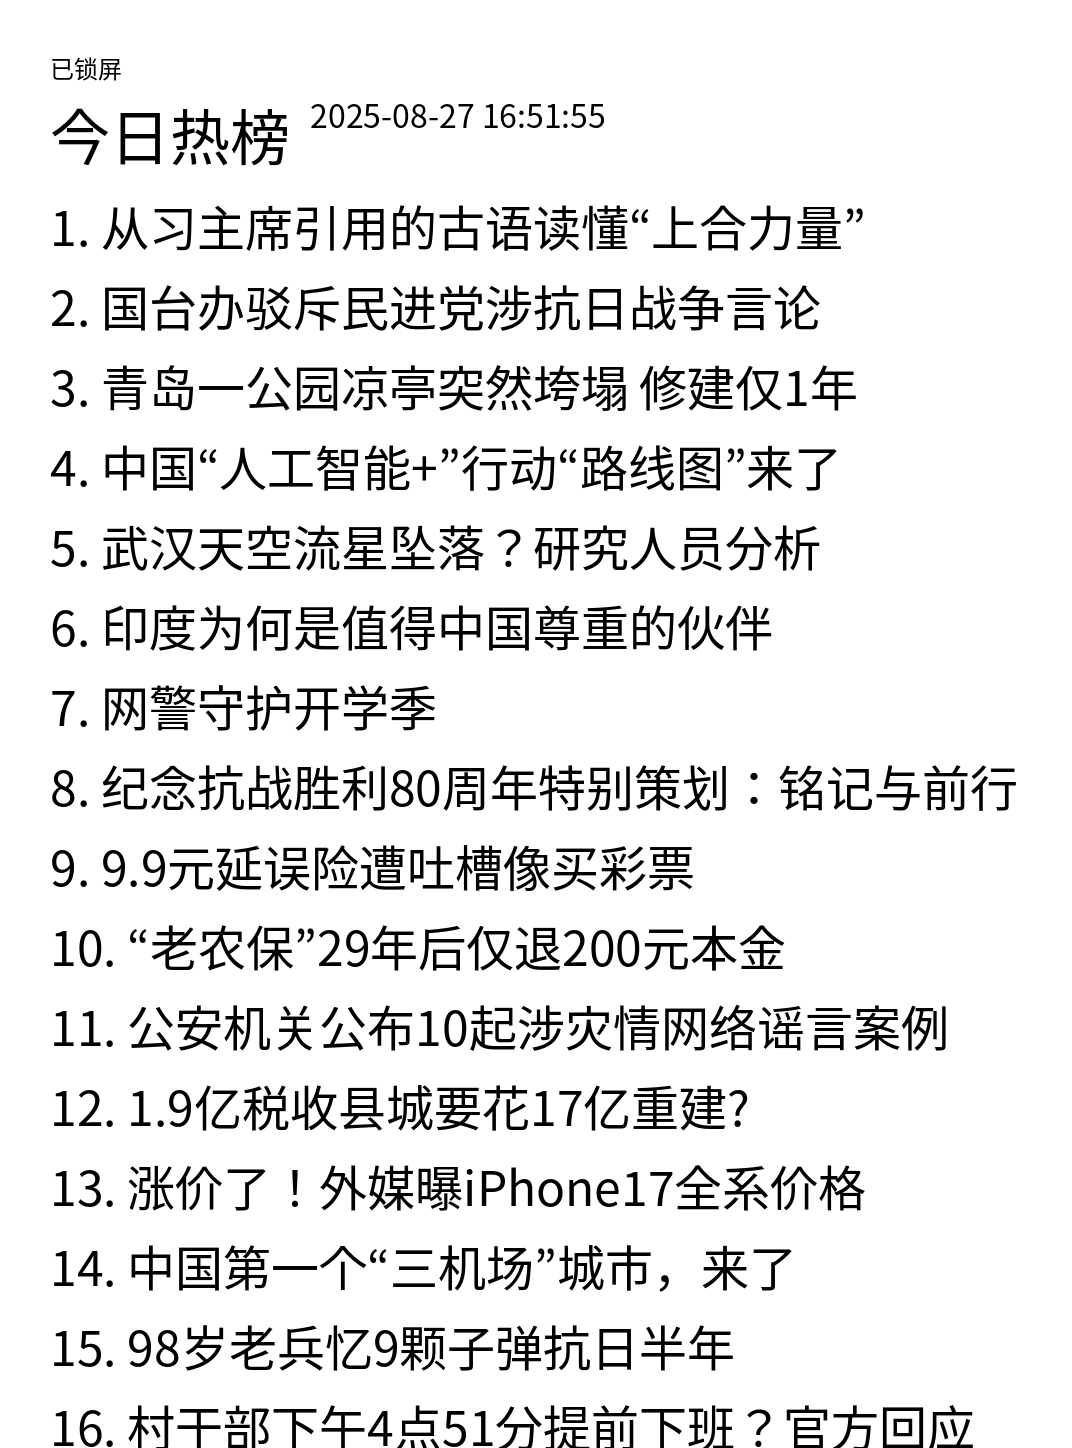 已锁屏
今日热榜 2025-08-27 16:51:55
1. 从习主席引用的古语读懂“上合力量”
2. 国台办驳斥民进党涉抗日战争言论
3. 青岛一公园凉亭突然垮塌 修建仅1年
4. 中国“人工智能+”行动“路线图”来了
5. 武汉天空流星坠落？研究人员分析
6. 印度为何是值得中国尊重的伙伴
7. 网警守护开学季
8. 纪念抗战胜利80周年特别策划：铭记与前行
9. 9.9元延误险遭吐槽像买彩票
10. “老农保”29年后仅退200元本金
11. 公安机关公布10起涉灾情网络谣言案例
12. 1.9亿税收县城要花17亿重建?
13. 涨价了！外媒曝iPhone17全系价格
14. 中国第一个“三机场”城市，来了
15. 98岁老兵忆9颗子弹抗日半年
16. 村干部下午4点51分提前下班？官方回应